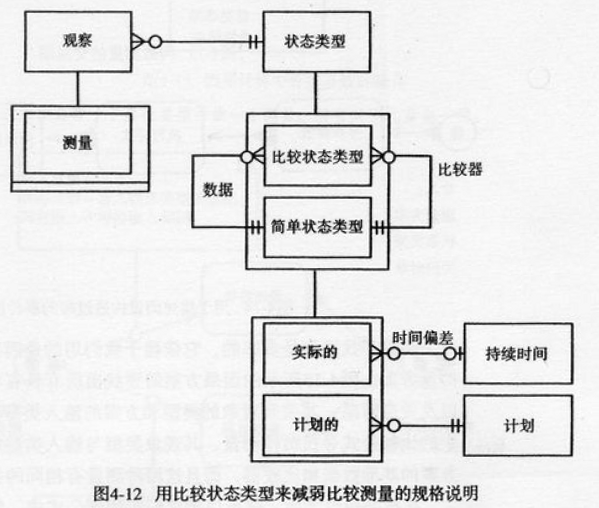 观察
状态类型
测量
比较状态类型
数据
比较器
简单状态类型
实际的
时间偏差
持续时间
计划的
计划
图4-12 用比较状态类型来减弱比较测量的规格说明